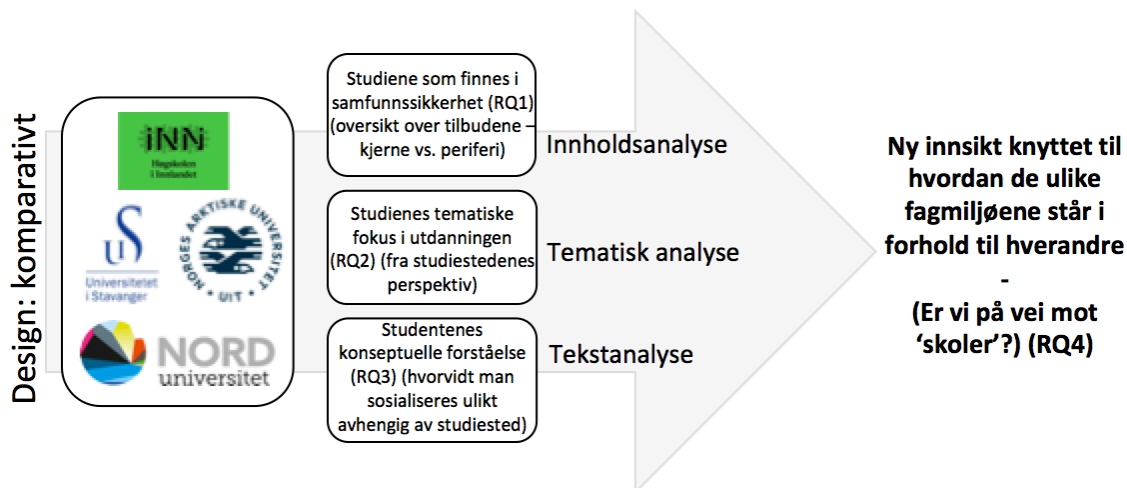 Design: komparativt
iNN
Høgskolen
i Innlandet
uS
Universitetet
i Stavanger
NORGES ARKTISKE UNIVERSITET
• UiT •
NORD
universitet
Studiene som finnes i
samfunnssikkerhet (RQ1)
(oversikt over tilbudene –
kjerne vs. periferi)
Innholdsanalyse
Studienes tematiske
fokus i utdanningen
(RQ2) (fra studiestedenes
perspektiv)
Tematisk analyse
Studentenes
konseptuelle forståelse
(RQ3) (hvorvidt man
sosialiseres ulikt
avhengig av studiested)
Tekstanalyse
Ny innsikt knyttet til
hvordan de ulike
fagmiljøene står i
forhold til hverandre
-
(Er vi på vei mot
‘skoler’?) (RQ4)